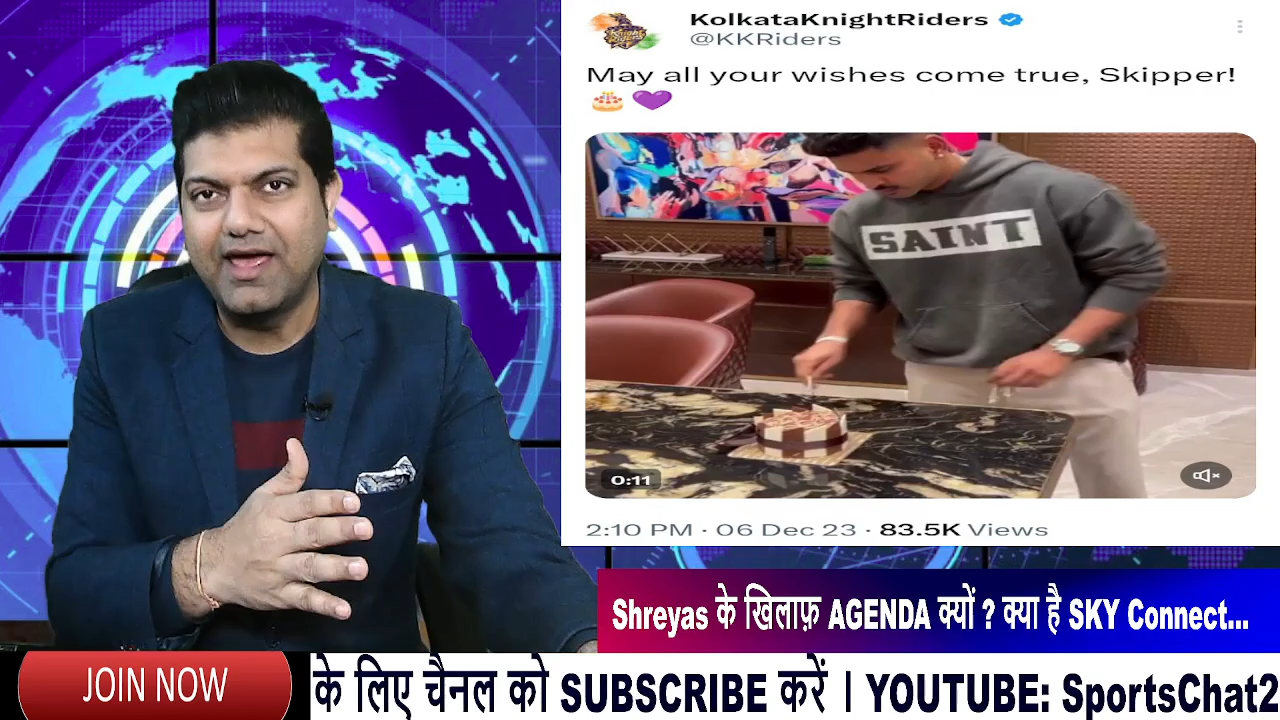 KolkataKnightRiders
@KKRiders
May all your wishes come true, Skipper!
🎂💜
SAINT
0:11
2:10 PM · 06 Dec 23 · 83.5K Views
Shreyas के खिलाफ़ AGENDA क्यों ? क्या है SKY Connect...
JOIN NOW
के लिए चैनल को SUBSCRIBE करें । YOUTUBE: SportsChat2